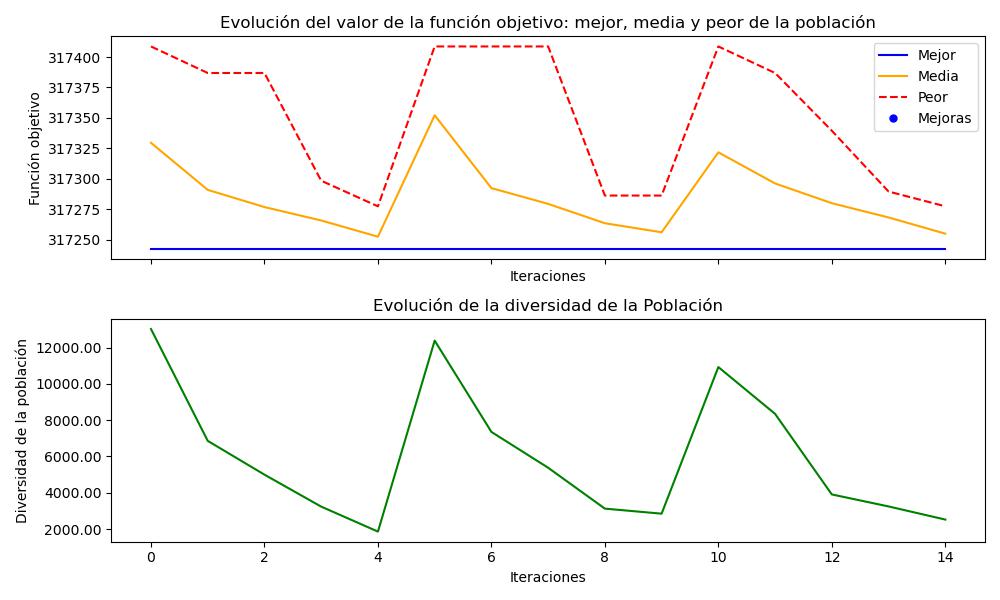 Evolución del valor de la función objetivo: mejor, media y peor de la población
Función objetivo
317400
317375
317350
317325
317300
317275
317250
Mejor
Media
Peor
Mejoras
Iteraciones
Evolución de la diversidad de la Población
Diversidad de la población
12000.00
10000.00
8000.00
6000.00
4000.00
2000.00
0 2 4 6 8 10 12 14
Iteraciones